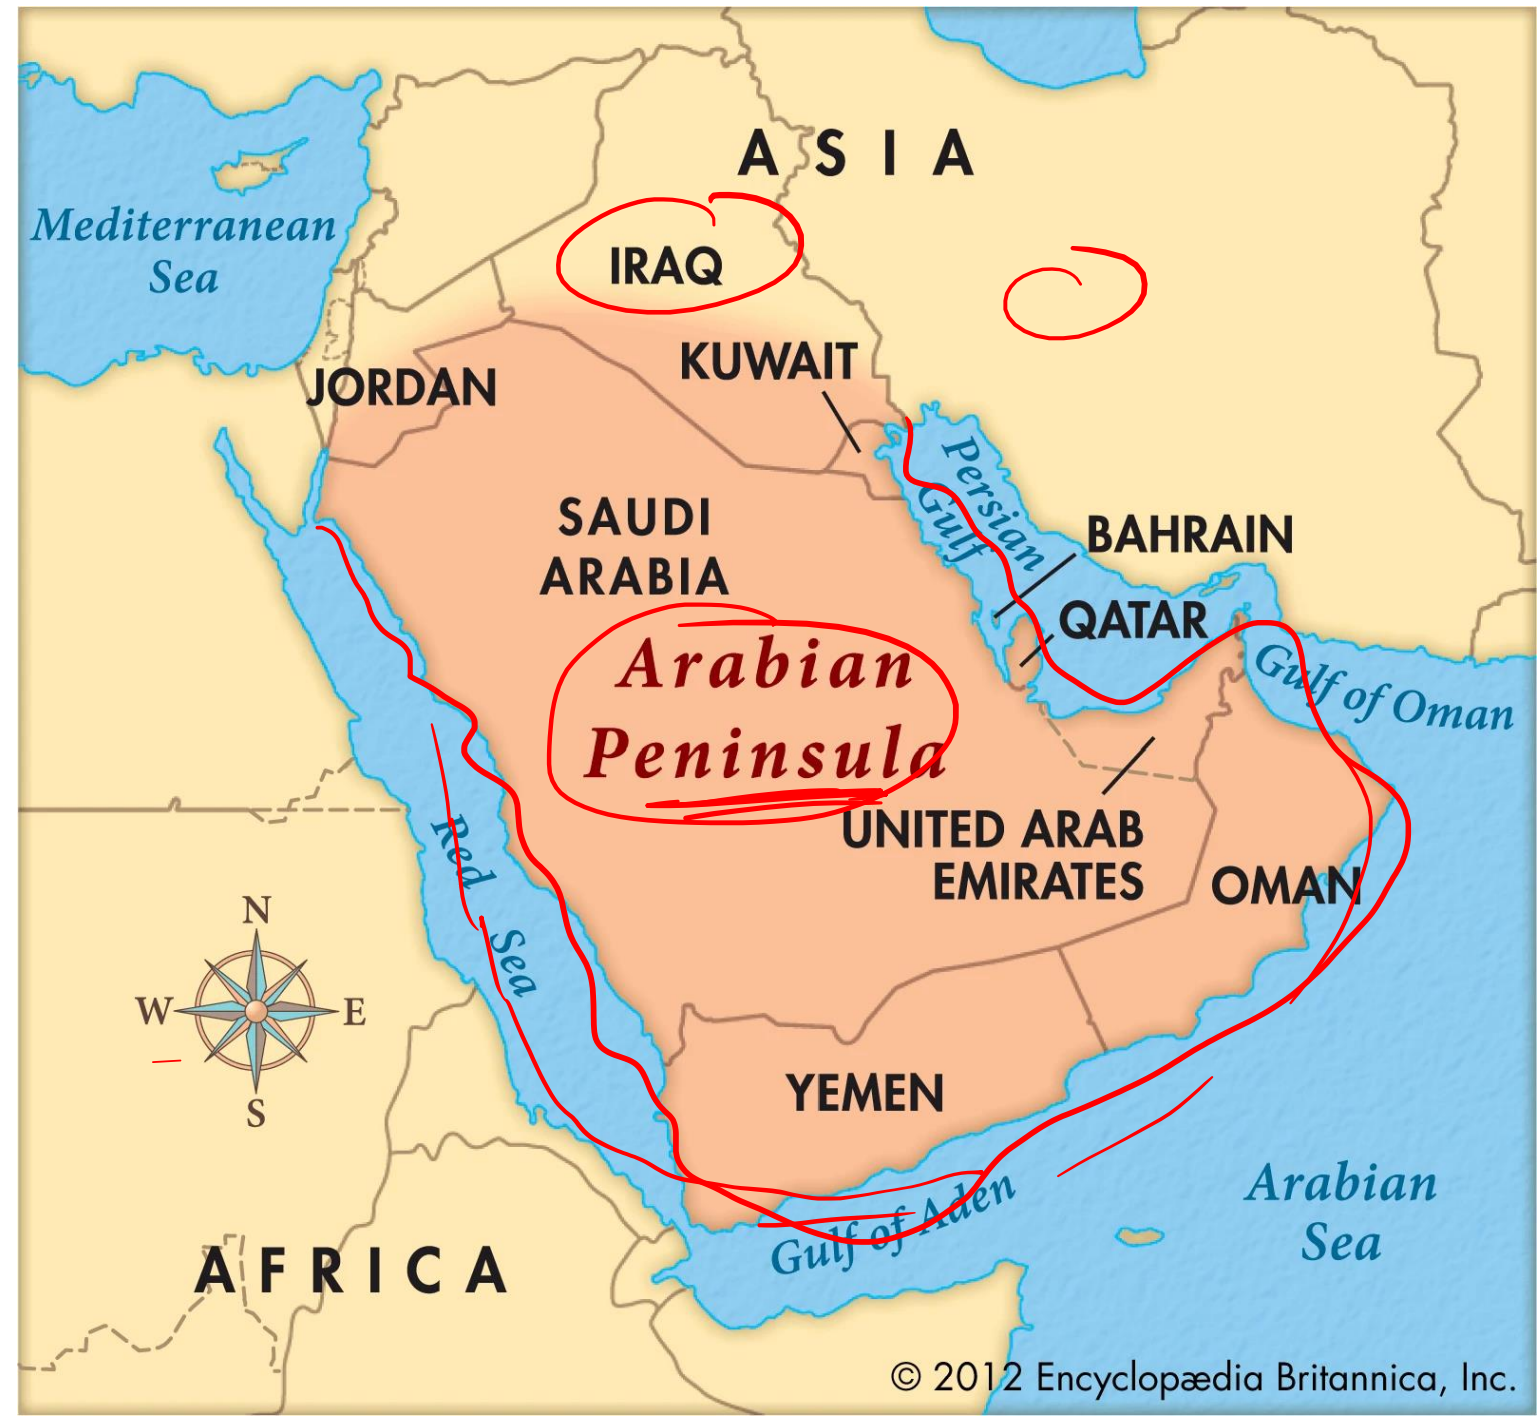 ASIA
Mediterranean
Sea
IRAQ
KUWAIT
JORDAN
Persian
Gulf
SAUDI
ARABIA
BAHRAIN
QATAR
Arabian
Peninsula
Gulf of Oman
UNITED ARAB
EMIRATES
OMAN
Red Sea
N
W
E
S
YEMEN
Gulf of Aden
Arabian
Sea
AFRICA
© 2012 Encyclopædia Britannica, Inc.